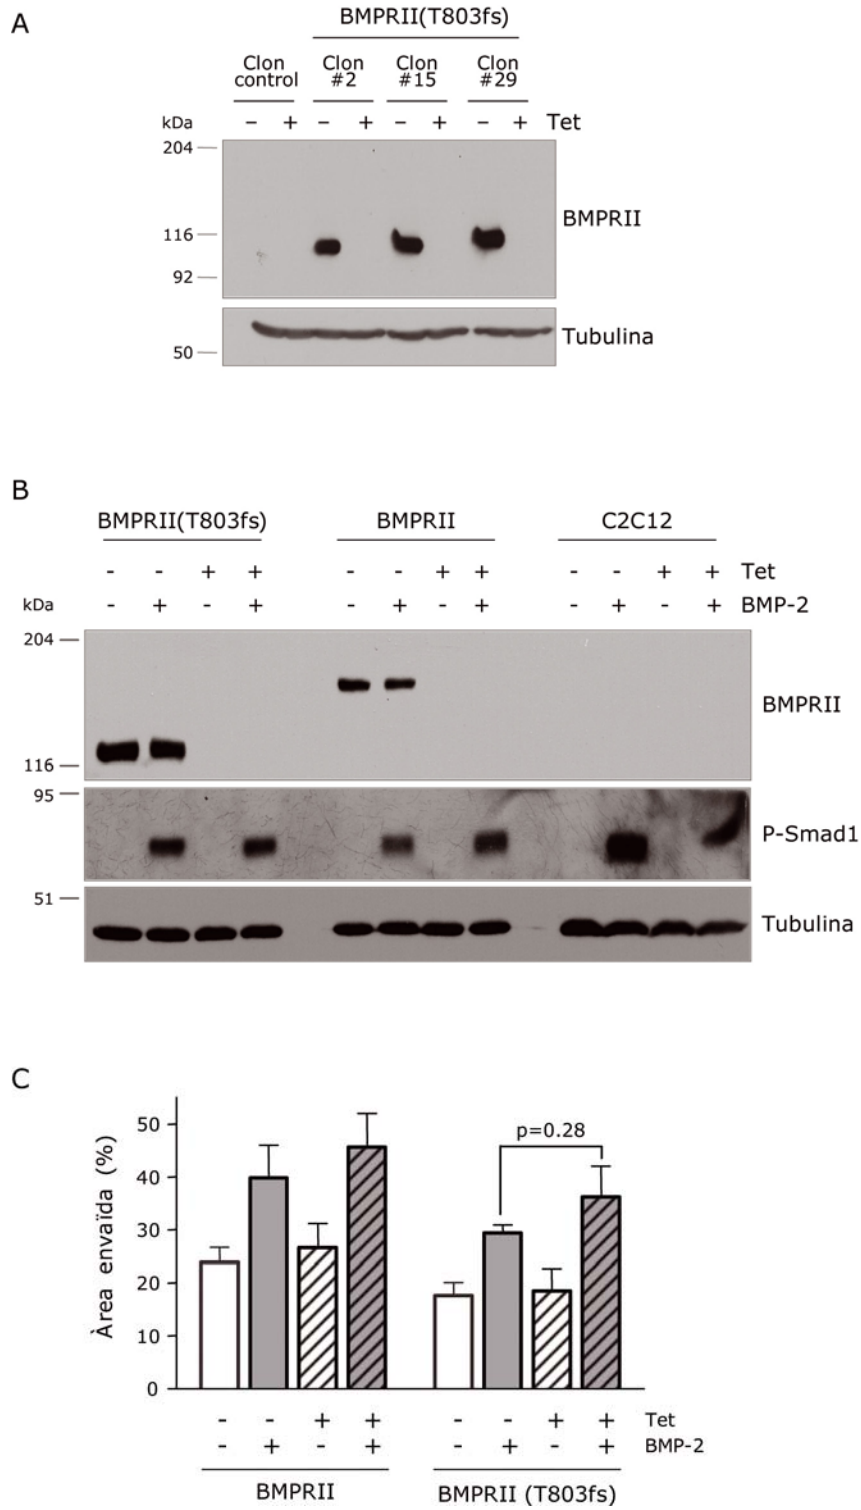 A
BMPRII(T803fs)
Clon control
Clon #2
Clon #15
Clon #29
kDa
- + - + - + - + Tet
204
116
BMPRII
92
Tubulina
50
B
BMPRII(T803fs) BMPRII C2C12
- - + + - - + + - - + + Tet
kDa - + - + - + - + - + - + BMP-2
204
BMPRII
116
95
P-Smad1
51
Tubulina
C
Àrea envaïda (%)
50
40
30
20
10
0
p=0.28
- - + + - - + + Tet
- + - + - + - + BMP-2
BMPRII BMPRII (T803fs)